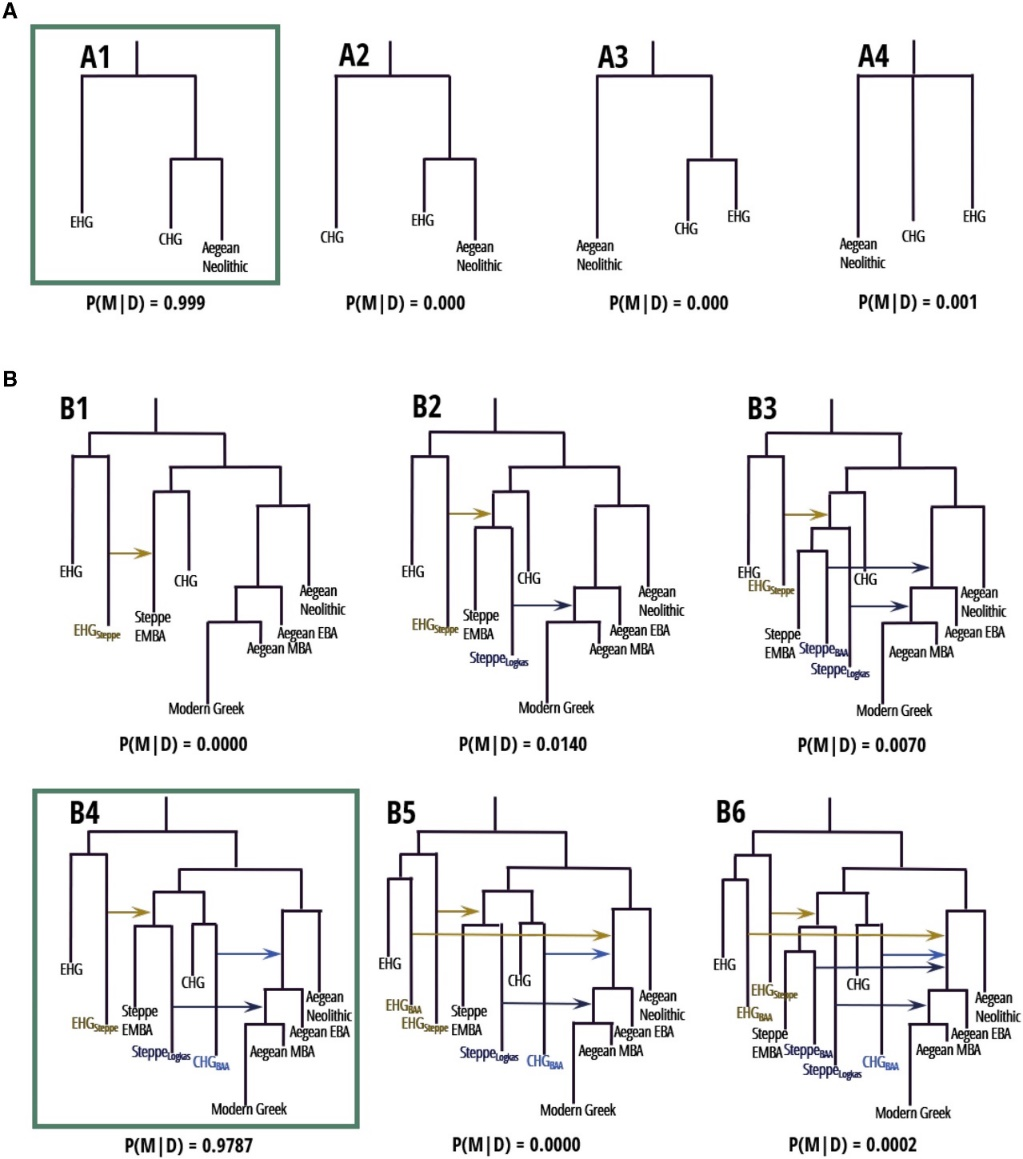 A
A1
A2
A3
A4
EHG
CHG
Aegean
Neolithic
CHG
EHG
Aegean
Neolithic
Aegean
Neolithic
CHG
EHG
Aegean
Neolithic
CHG
EHG
P(M|D) = 0.999
P(M|D) = 0.000
P(M|D) = 0.000
P(M|D) = 0.001
B
B1
B2
B3
EHG
EHGSteppe
Steppe
EMBA
CHG
Aegean
Neolithic
Aegean EBA
Aegean MBA
Modern Greek
EHG
EHGSteppe
Steppe
EMBA
SteppeLogkas
CHG
Aegean
Neolithic
Aegean EBA
Aegean MBA
Modern Greek
EHG
EHGSteppe
Steppe
EMBA
SteppeBAA
SteppeLogkas
CHG
Aegean
Neolithic
Aegean EBA
Aegean MBA
Modern Greek
P(M|D) = 0.0000
P(M|D) = 0.0140
P(M|D) = 0.0070
B4
B5
B6
EHG
EHGSteppe
Steppe
EMBA
SteppeLogkas
CHG
CHGBAA
Aegean
Neolithic
Aegean EBA
Aegean MBA
Modern Greek
EHG
EHGBAA
EHGSteppe
Steppe
EMBA
SteppeLogkas
CHG
CHGBAA
Aegean
Neolithic
Aegean EBA
Aegean MBA
Modern Greek
EHG
EHGSteppe
EHGBAA
Steppe
EMBA
SteppeBAA
SteppeLogkas
CHG
CHGBAA
Aegean
Neolithic
Aegean EBA
Aegean MBA
Modern Greek
P(M|D) = 0.9787
P(M|D) = 0.0000
P(M|D) = 0.0002